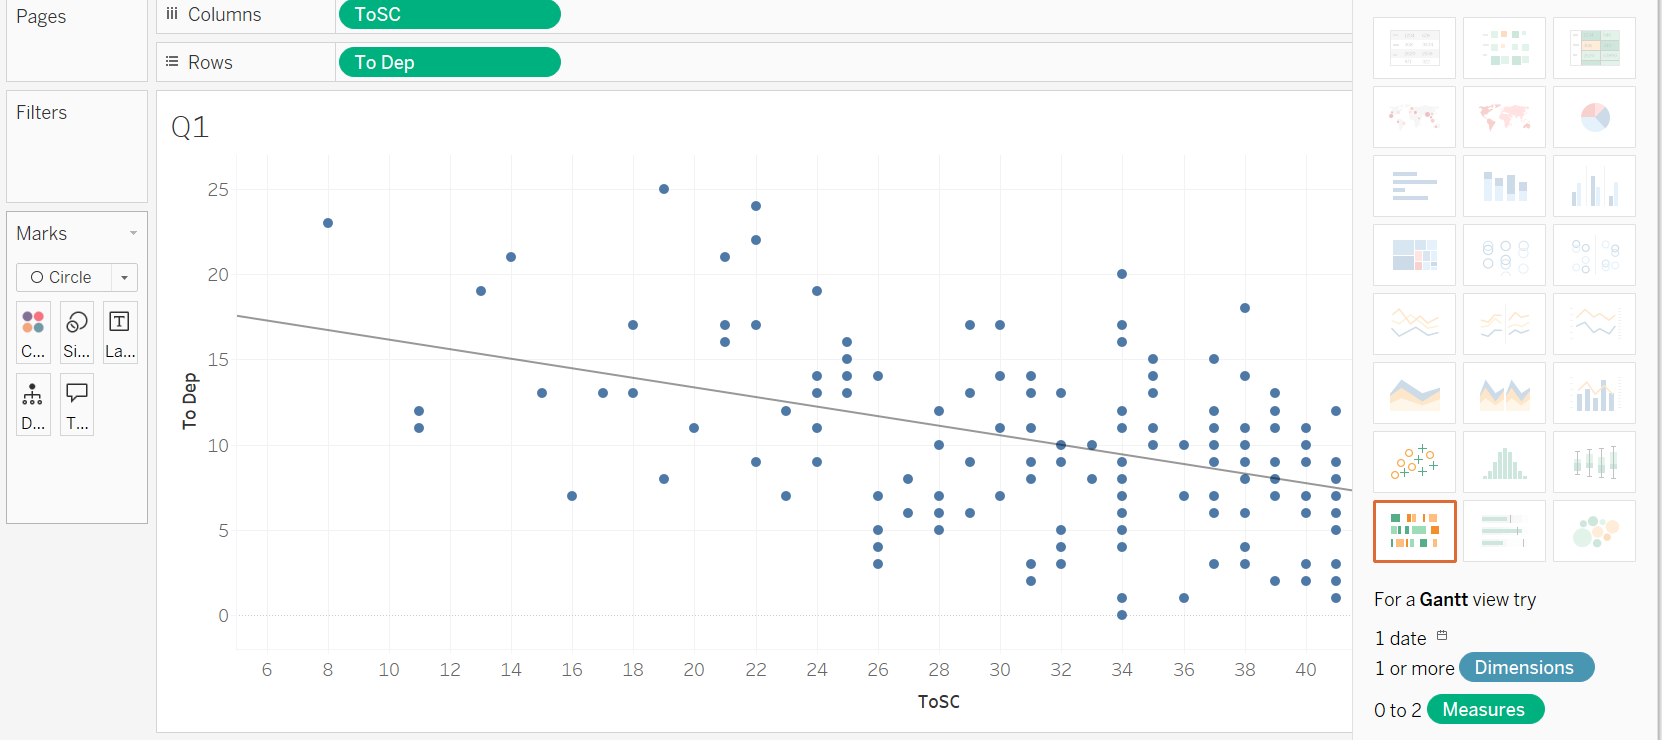 Pages
Columns
ToSC
Rows
To Dep
Filters
Marks
Circle
C...
Si...
La...
D...
T...
Q1
25
20
15
10
5
0
To Dep
6 8 10 12 14 16 18 20 22 24 26 28 30 32 34 36 38 40
ToSC
For a Gantt view try
1 date
1 or more Dimensions
0 to 2 Measures